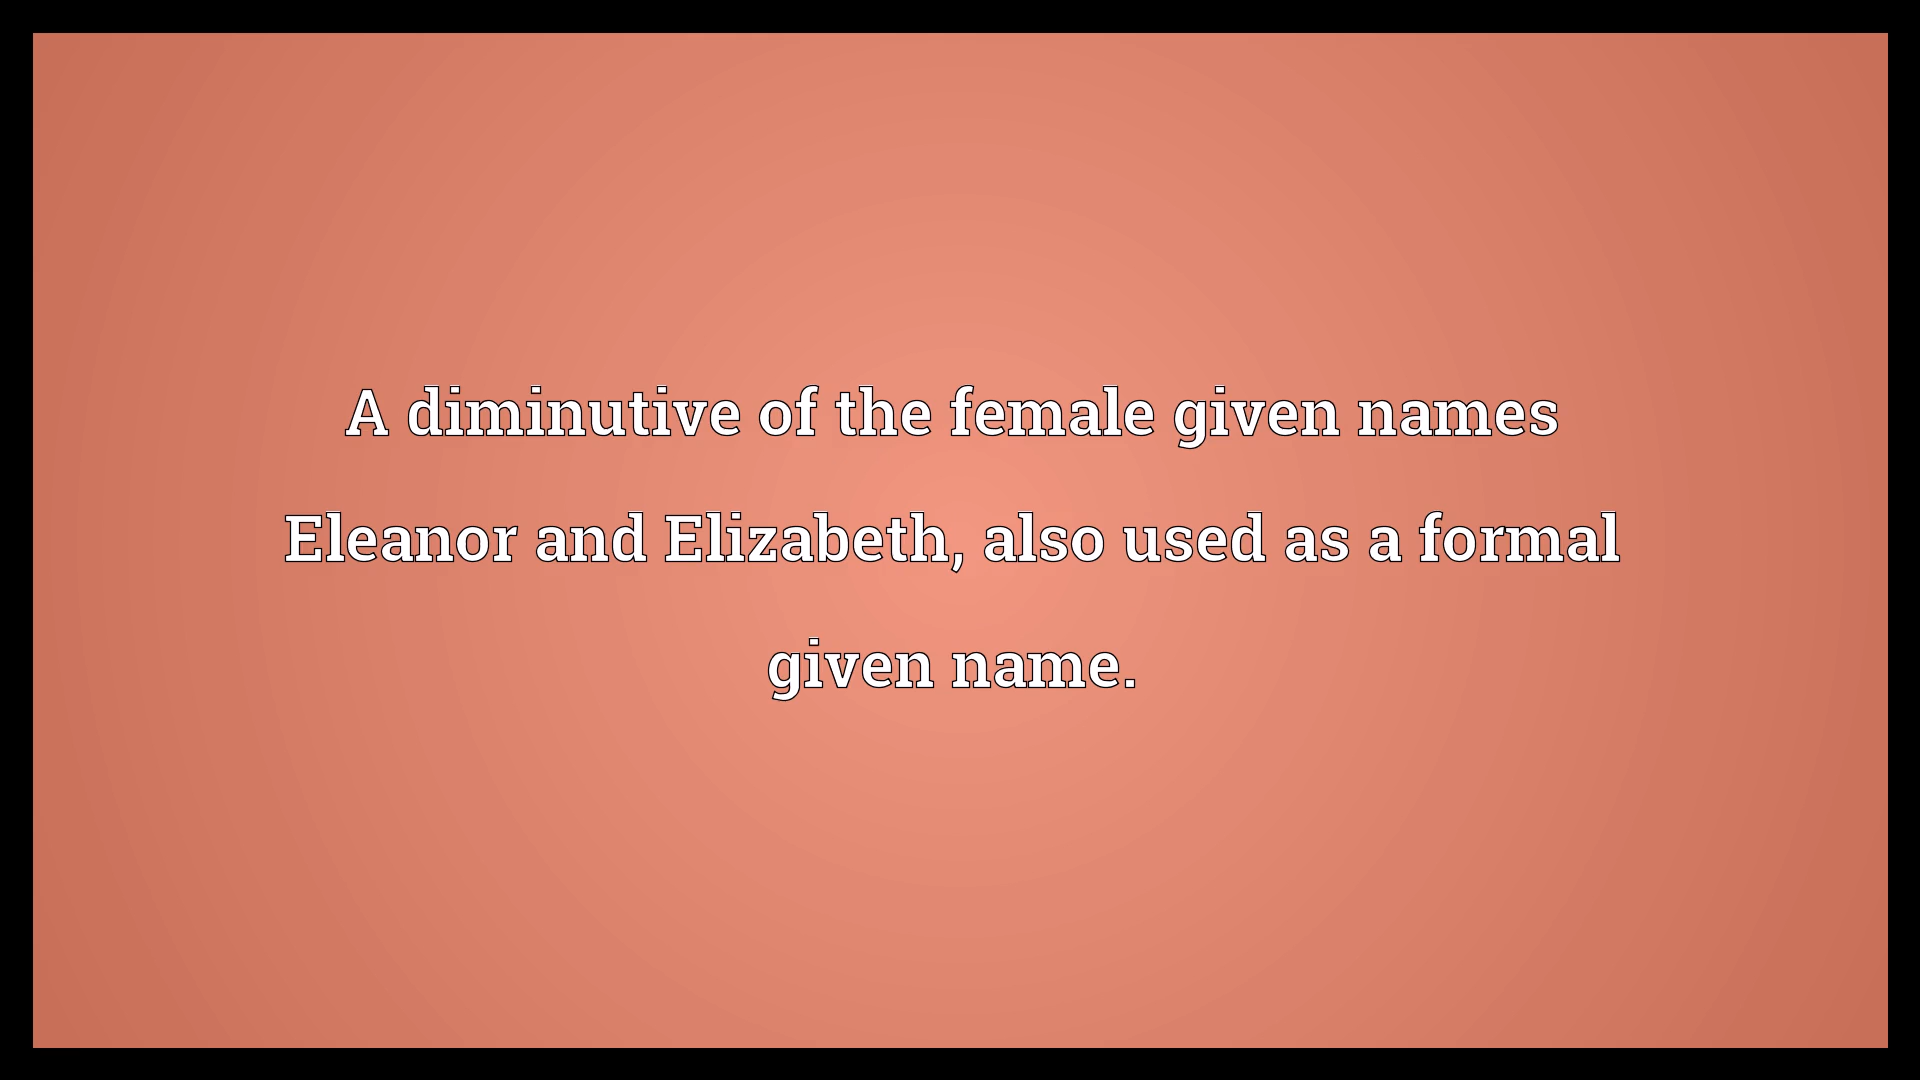 A diminutive of the female given names
Eleanor and Elizabeth, also used as a formal
given name.